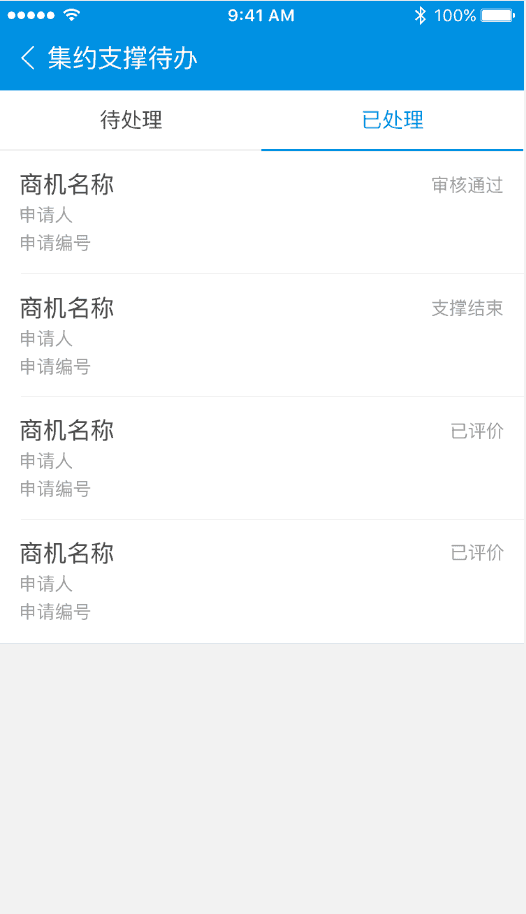 9:41 AM 100%
集约支撑待办
待处理 已处理
商机名称 审核通过
申请人
申请编号
商机名称 支撑结束
申请人
申请编号
商机名称 已评价
申请人
申请编号
商机名称 已评价
申请人
申请编号